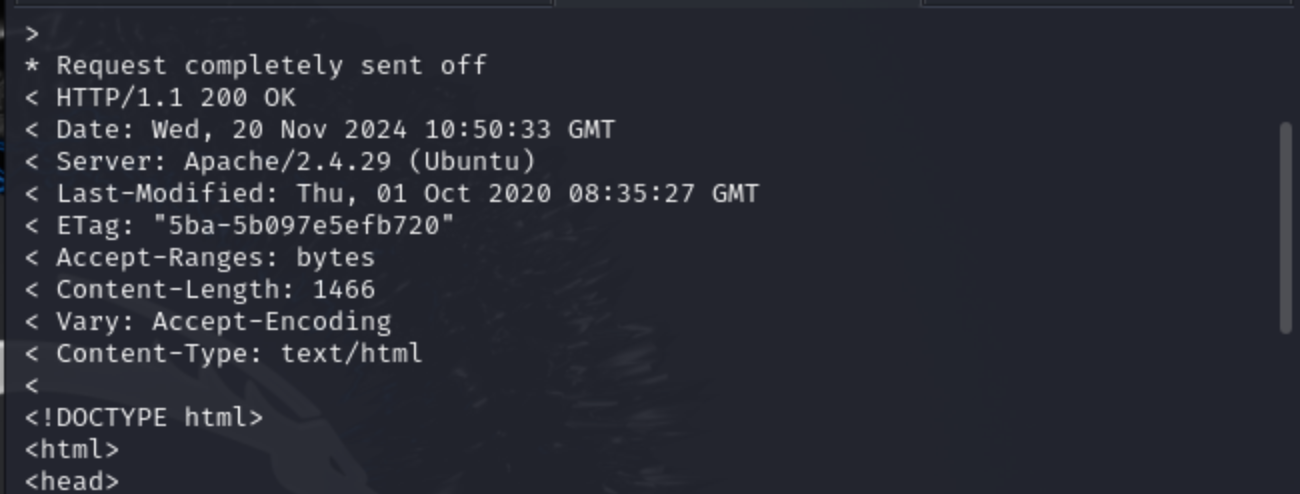 >
* Request completely sent off
< HTTP/1.1 200 OK
< Date: Wed, 20 Nov 2024 10:50:33 GMT
< Server: Apache/2.4.29 (Ubuntu)
< Last-Modified: Thu, 01 Oct 2020 08:35:27 GMT
< ETag: "5ba-5b097e5efb720"
< Accept-Ranges: bytes
< Content-Length: 1466
< Vary: Accept-Encoding
< Content-Type: text/html
<
<!DOCTYPE html>
<html>
<head>